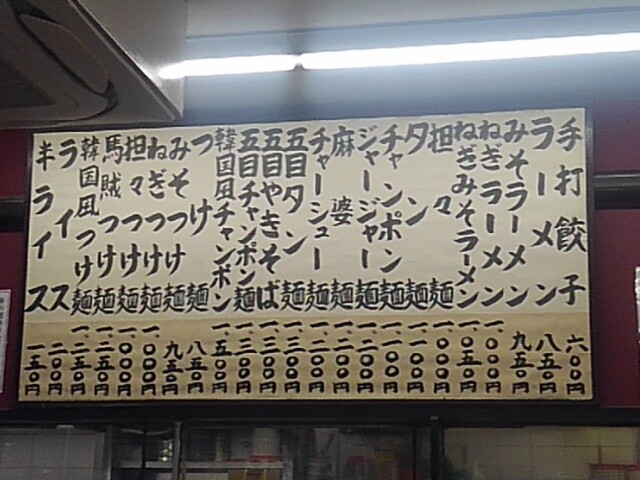 手打餃子 六〇〇円
ラーメン 八五〇円
みそラーメン 九五〇円
ねぎラーメン 一、〇〇〇円
ねぎみそラーメン 一、〇五〇円
担々麺 一、〇〇〇円
タン麺 一、〇〇〇円
チャンポン麺 一、一〇〇円
ジャージャー麺 一、一〇〇円
麻婆麺 一、二〇〇円
チャーシュー麺 一、二〇〇円
五目タン麺 一、三〇〇円
五目やきそば 一、三〇〇円
五目チャンポン麺 一、三〇〇円
韓国風チャンポン 一、五〇〇円
つけ麺 八五〇円
みそつけ麺 九五〇円
ねぎつけ麺 一、〇〇〇円
担々つけ麺 一、〇〇〇円
馬賊つけ麺 一、二五〇円
韓国風つけ麺 一、二五〇円
ライス 二〇〇円
半ライス 一五〇円